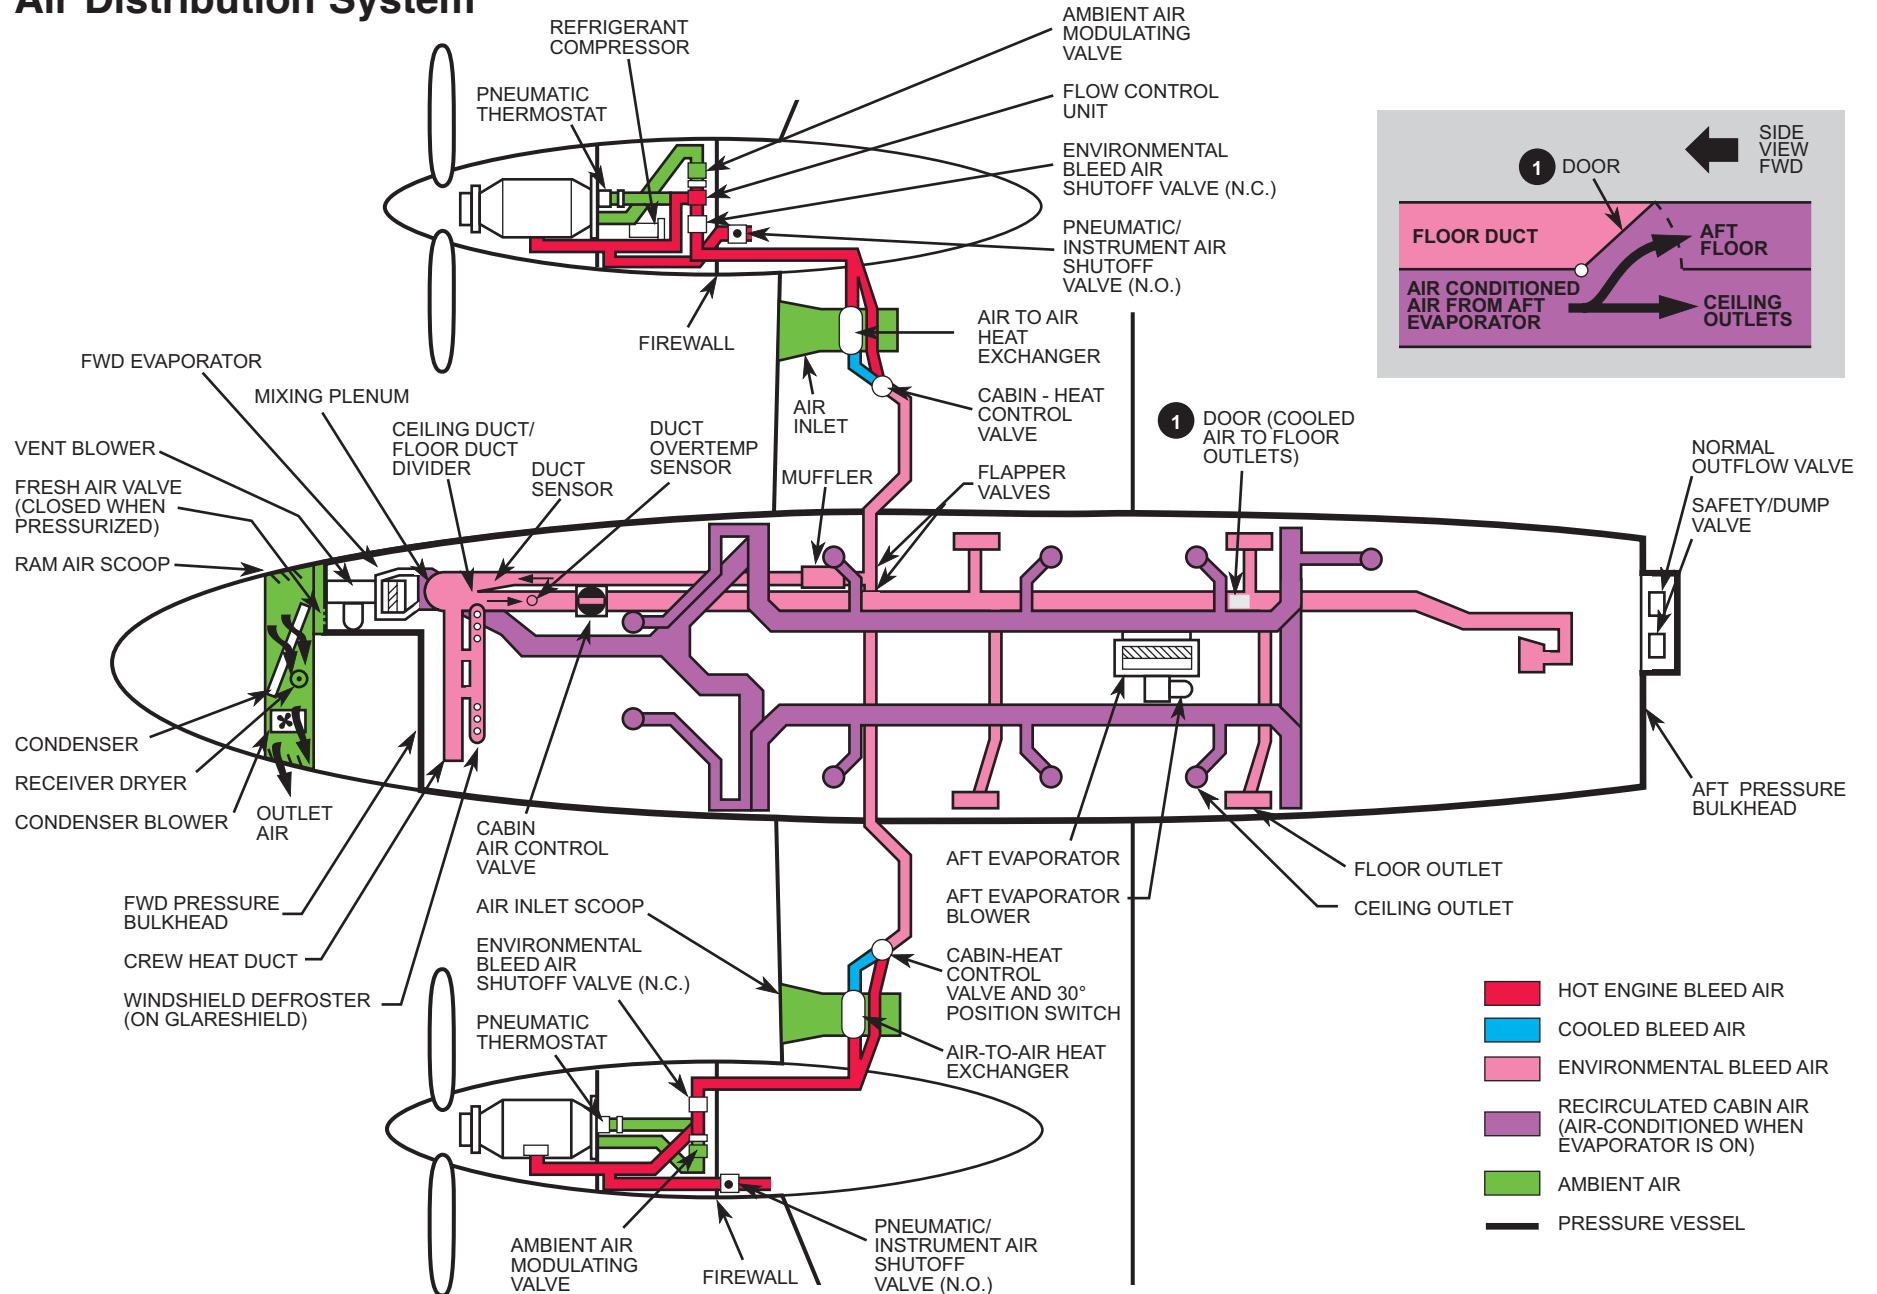 Air Distribution System
REFRIGERANT
COMPRESSOR
PNEUMATIC
THERMOSTAT
AMBIENT AIR
MODULATING
VALVE
FLOW CONTROL
UNIT
ENVIRONMENTAL
BLEED AIR
SHUTOFF VALVE (N.C.)
PNEUMATIC/
INSTRUMENT AIR
SHUTOFF
VALVE (N.O.)
SIDE
VIEW
FWD
1 DOOR
FLOOR DUCT
AFT
FLOOR
AIR CONDITIONED
AIR FROM AFT
EVAPORATOR
CEILING
OUTLETS
FIREWALL
AIR TO AIR
HEAT
EXCHANGER
AIR
INLET
CABIN - HEAT
CONTROL
VALVE
FWD EVAPORATOR
MIXING PLENUM
VENT BLOWER
FRESH AIR VALVE
(CLOSED WHEN
PRESSURIZED)
RAM AIR SCOOP
CEILING DUCT/
FLOOR DUCT
DIVIDER
DUCT
SENSOR
DUCT
OVERTEMP
SENSOR
MUFFLER
FLAPPER
VALVES
1 DOOR (COOLED
AIR TO FLOOR
OUTLETS)
NORMAL
OUTFLOW VALVE
SAFETY/DUMP
VALVE
CONDENSER
RECEIVER DRYER
CONDENSER BLOWER
OUTLET
AIR
CABIN
AIR CONTROL
VALVE
AFT EVAPORATOR
AFT EVAPORATOR
BLOWER
FLOOR OUTLET
CEILING OUTLET
AFT PRESSURE
BULKHEAD
FWD PRESSURE
BULKHEAD
CREW HEAT DUCT
WINDSHIELD DEFROSTER
(ON GLARESHIELD)
AIR INLET SCOOP
ENVIRONMENTAL
BLEED AIR
SHUTOFF VALVE (N.C.)
PNEUMATIC
THERMOSTAT
CABIN-HEAT
CONTROL
VALVE AND 30°
POSITION SWITCH
AIR-TO-AIR HEAT
EXCHANGER
AMBIENT AIR
MODULATING
VALVE
FIREWALL
PNEUMATIC/
INSTRUMENT AIR
SHUTOFF
VALVE (N.O.)
HOT ENGINE BLEED AIR
COOLED BLEED AIR
ENVIRONMENTAL BLEED AIR
RECIRCULATED CABIN AIR
(AIR-CONDITIONED WHEN
EVAPORATOR IS ON)
AMBIENT AIR
PRESSURE VESSEL